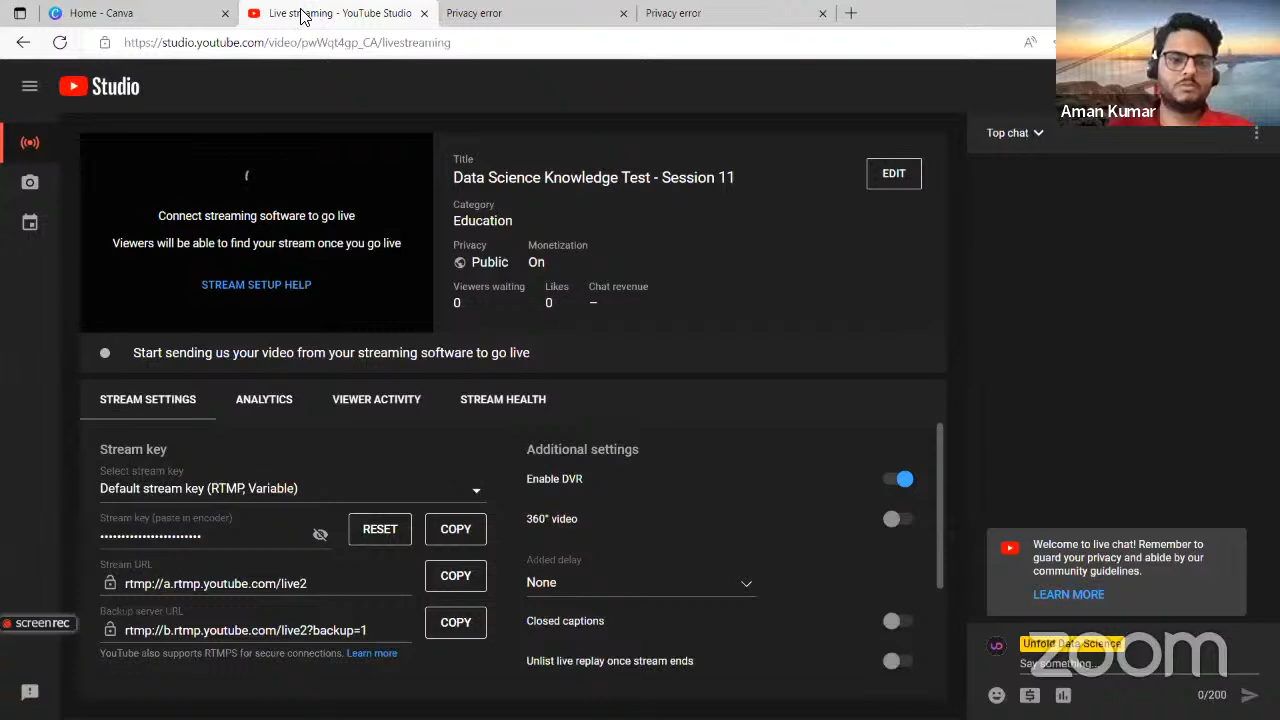 Home - Canva
Live streaming - YouTube Studio
Privacy error
Privacy error
https://studio.youtube.com/video/pwWqt4gp_CA/livestreaming
Studio
Aman Kumar
Top chat
Connect streaming software to go live
Viewers will be able to find your stream once you go live
STREAM SETUP HELP
Title
Data Science Knowledge Test - Session 11
EDIT
Category
Education
Privacy
Monetization
Public
On
Viewers waiting
Likes
Chat revenue
0
0
–
Start sending us your video from your streaming software to go live
STREAM SETTINGS
ANALYTICS
VIEWER ACTIVITY
STREAM HEALTH
Stream key
Select stream key
Default stream key (RTMP, Variable)
Stream key (paste in encoder)
••••••••••••••••••••••••
RESET
COPY
Stream URL
rtmp://a.rtmp.youtube.com/live2
COPY
Backup server URL
rtmp://b.rtmp.youtube.com/live2?backup=1
COPY
YouTube also supports RTMPS for secure connections. Learn more
Additional settings
Enable DVR
360° video
Added delay
None
Closed captions
Unlist live replay once stream ends
Welcome to live chat! Remember to
guard your privacy and abide by our
community guidelines.
LEARN MORE
Unfold Data Science
Say something...
0/200
screenrec
zoom